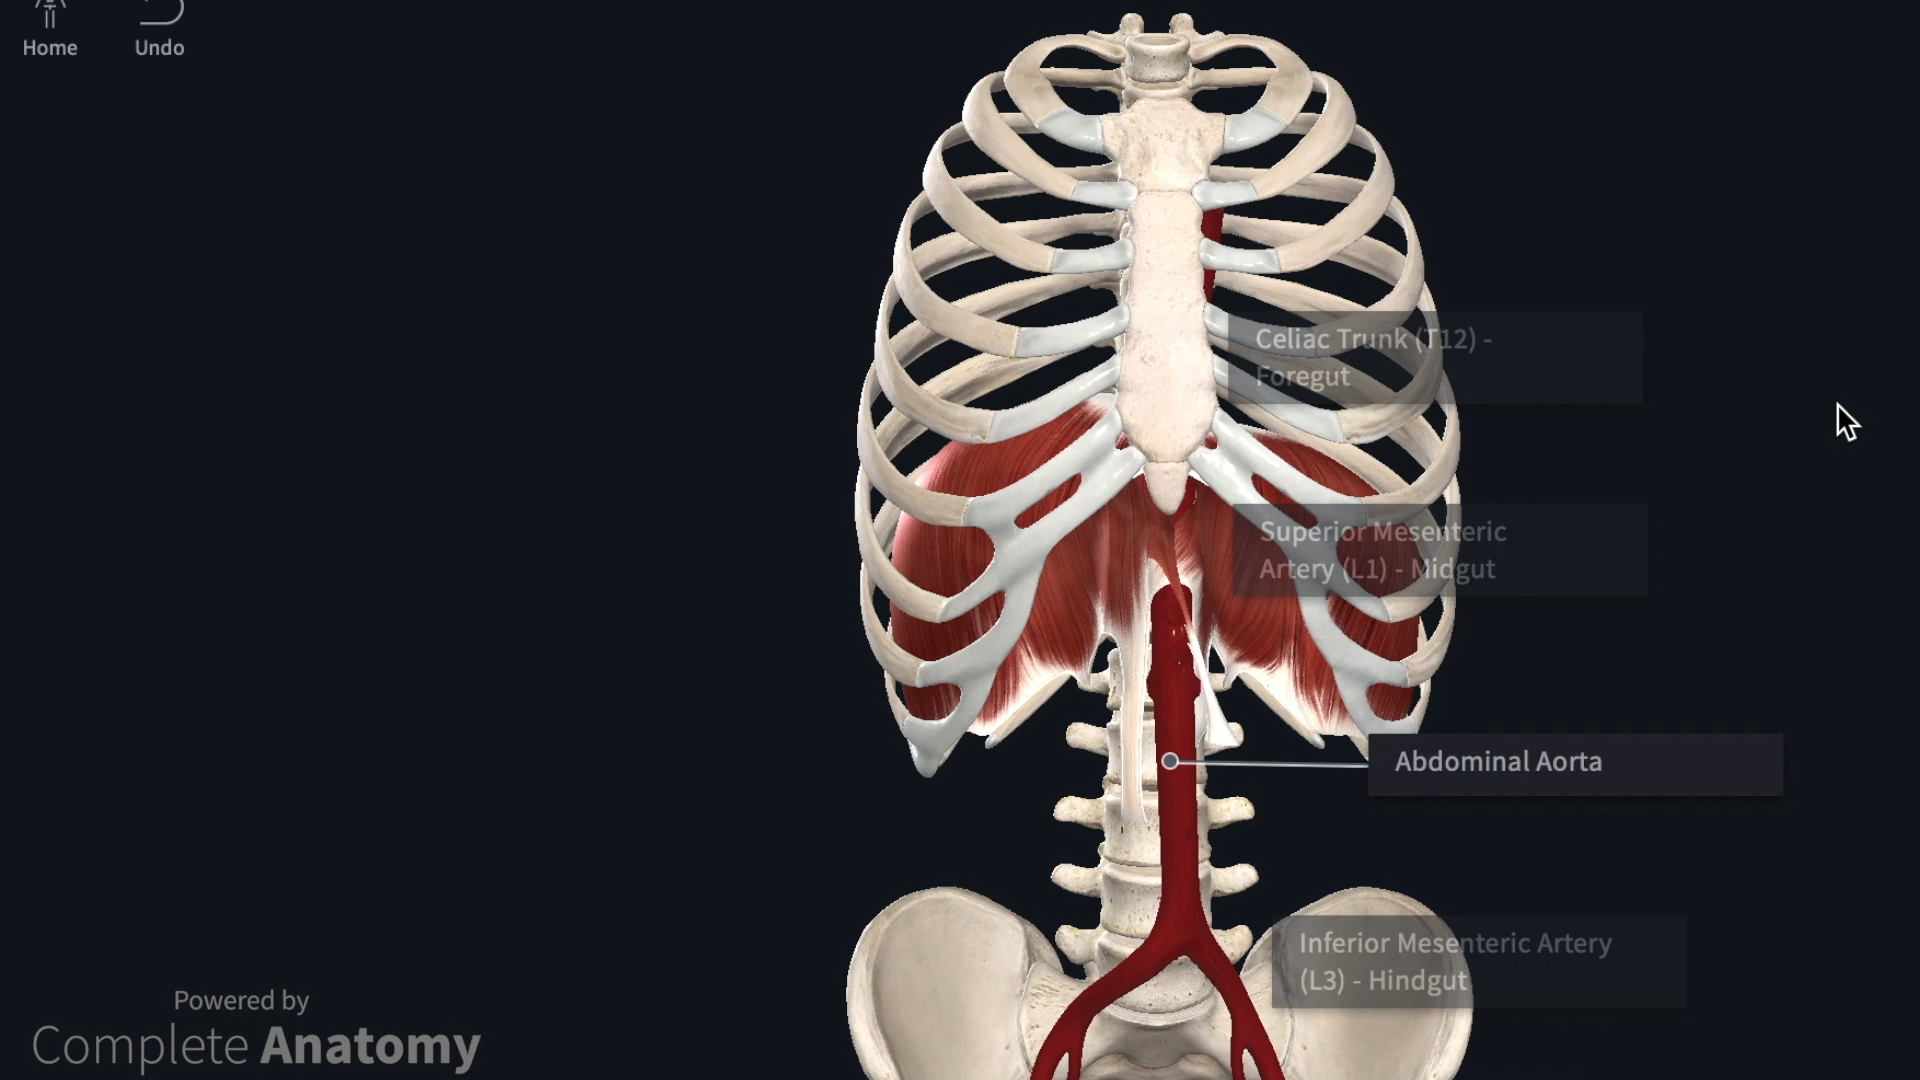 Home
Undo
Celiac Trunk (T12) -
Foregut
Superior Mesenteric
Artery (L1) - Midgut
Abdominal Aorta
Inferior Mesenteric Artery
(L3) - Hindgut
Powered by
Complete Anatomy